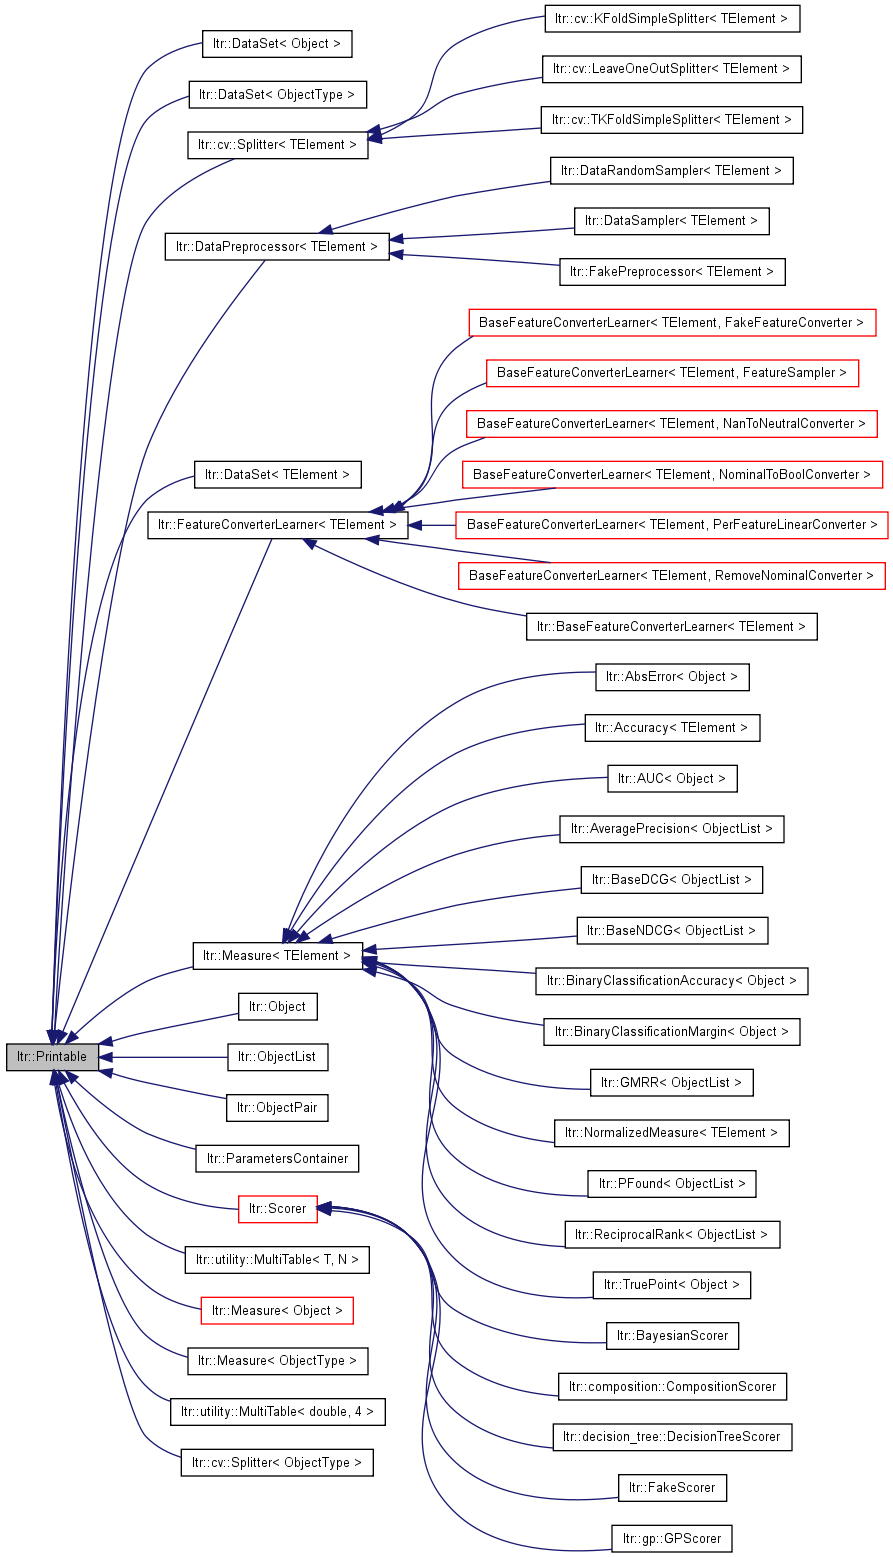 ltr::cv::KFoldSimpleSplitter< TElement >
ltr::DataSet< Object >
ltr::cv::LeaveOneOutSplitter< TElement >
ltr::DataSet< ObjectType >
ltr::cv::TKFoldSimpleSplitter< TElement >
ltr::cv::Splitter< TElement >
ltr::DataRandomSampler< TElement >
ltr::DataSampler< TElement >
ltr::DataPreprocessor< TElement >
ltr::FakePreprocessor< TElement >
BaseFeatureConverterLearner< TElement, FakeFeatureConverter >
BaseFeatureConverterLearner< TElement, FeatureSampler >
BaseFeatureConverterLearner< TElement, NanToNeutralConverter >
ltr::DataSet< TElement >
BaseFeatureConverterLearner< TElement, NominalToBoolConverter >
ltr::FeatureConverterLearner< TElement >
BaseFeatureConverterLearner< TElement, PerFeatureLinearConverter >
BaseFeatureConverterLearner< TElement, RemoveNominalConverter >
ltr::BaseFeatureConverterLearner< TElement >
ltr::AbsError< Object >
ltr::Accuracy< TElement >
ltr::AUC< Object >
ltr::AveragePrecision< ObjectList >
ltr::BaseDCG< ObjectList >
ltr::BaseNDCG< ObjectList >
ltr::Measure< TElement >
ltr::BinaryClassificationAccuracy< Object >
ltr::Object
ltr::BinaryClassificationMargin< Object >
ltr::Printable
ltr::ObjectList
ltr::GMRR< ObjectList >
ltr::ObjectPair
ltr::NormalizedMeasure< TElement >
ltr::ParametersContainer
ltr::PFound< ObjectList >
ltr::Scorer
ltr::ReciprocalRank< ObjectList >
ltr::utility::MultiTable< T, N >
ltr::TruePoint< Object >
ltr::Measure< Object >
ltr::BayesianScorer
ltr::Measure< ObjectType >
ltr::composition::CompositionScorer
ltr::utility::MultiTable< double, 4 >
ltr::decision_tree::DecisionTreeScorer
ltr::cv::Splitter< ObjectType >
ltr::FakeScorer
ltr::gp::GPScorer